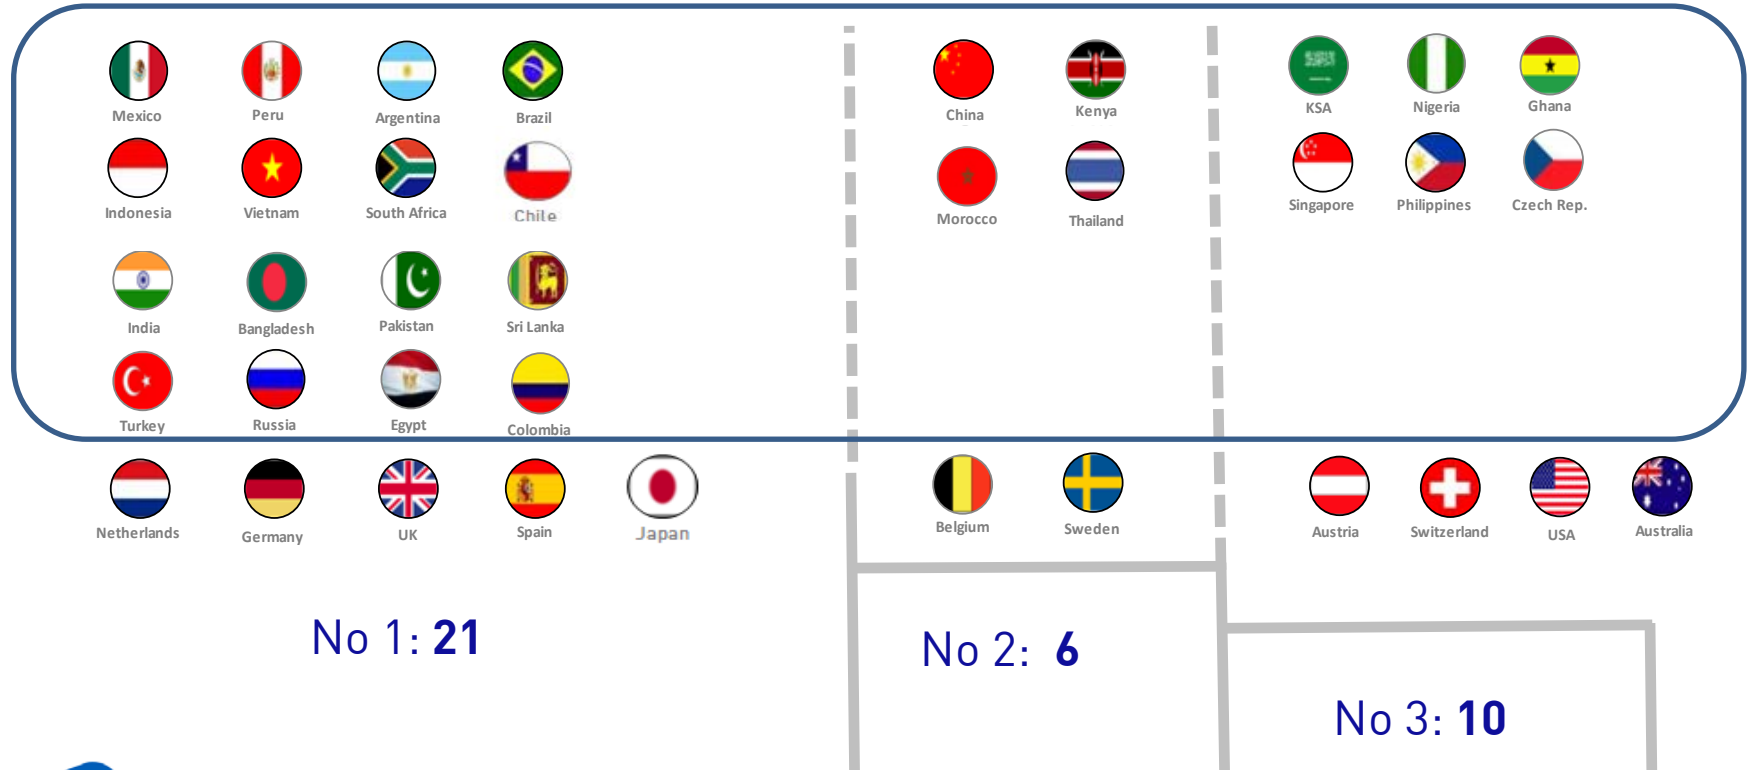 Mexico Peru Argentina Brazil China Kenya KSA Nigeria Ghana
Indonesia Vietnam South Africa Chile Morocco Thailand Singapore Philippines Czech Rep.
India Bangladesh Pakistan Sri Lanka
Turkey Russia Egypt Colombia
Netherlands Germany UK Spain Japan Belgium Sweden Austria Switzerland USA Australia
No 1: 21
No 2: 6
No 3: 10